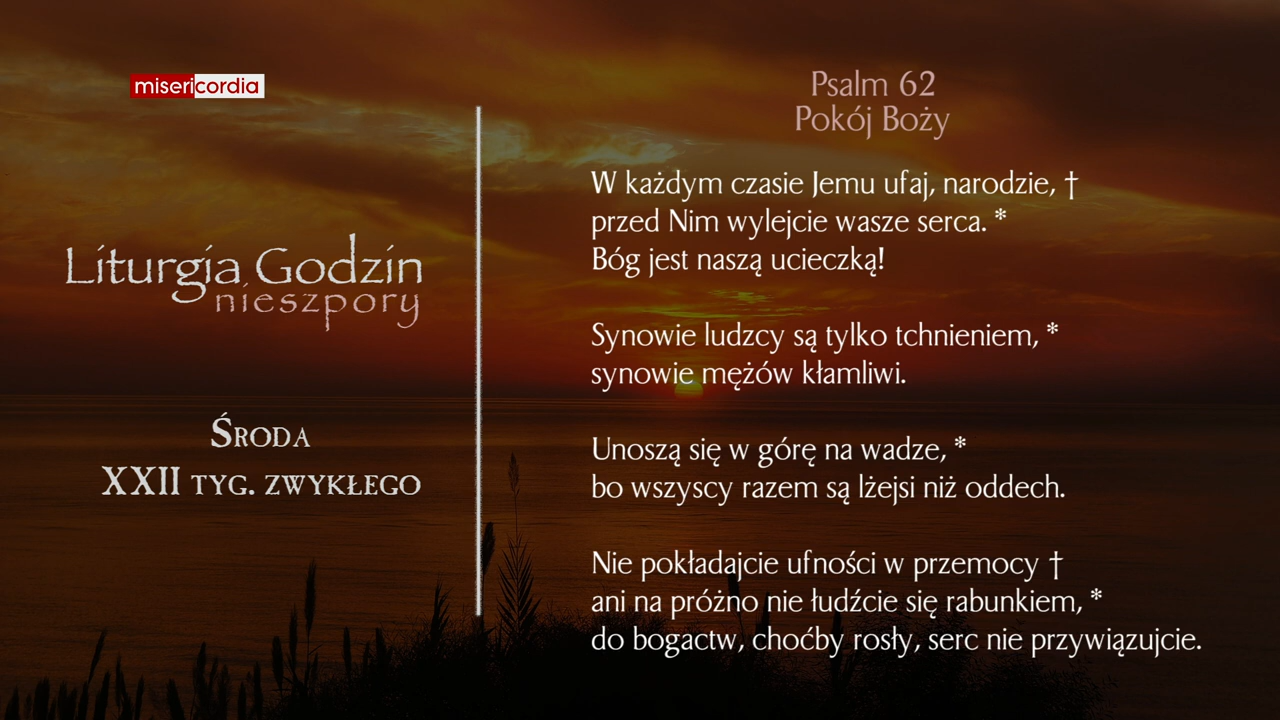 misericordia
Liturgia Godzin
nieszpory
Środa
XXII tyg. zwykłego
Psalm 62
Pokój Boży
W każdym czasie Jemu ufaj, narodzie, †
przed Nim wylejcie wasze serca. *
Bóg jest naszą ucieczką!
Synowie ludzcy są tylko tchnieniem, *
synowie mężów kłamliwi.
Unoszą się w górę na wadze, *
bo wszyscy razem są lżejsi niż oddech.
Nie pokładajcie ufności w przemocy †
ani na próżno nie łudźcie się rabunkiem, *
do bogactw, choćby rosły, serc nie przywiązujcie.